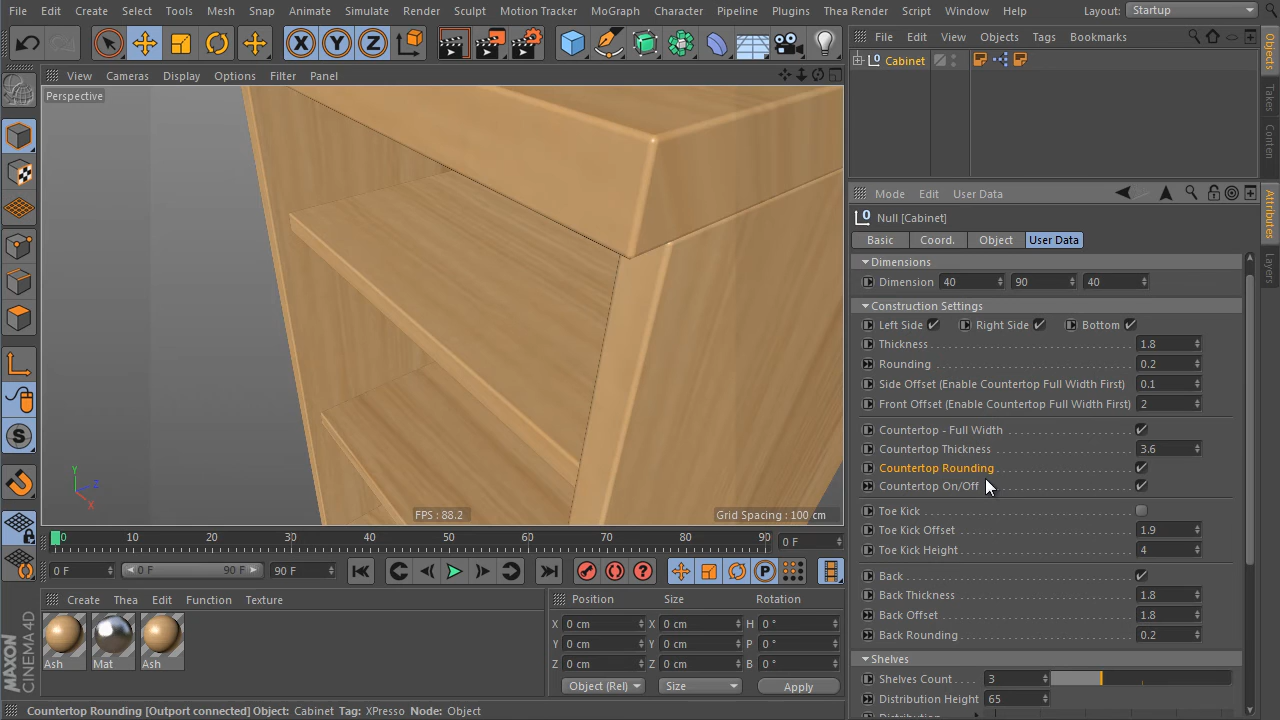 File Edit Create Select Tools Mesh Snap Animate Simulate Render Sculpt Motion Tracker MoGraph Character Pipeline Plugins Thea Render Script Window Help Layout: Startup
File Edit View Objects Tags Bookmarks
Cabinet
View Cameras Display Options Filter Panel
Perspective
Mode Edit User Data
Null [Cabinet]
Basic Coord. Object User Data
Dimensions
Dimension 40 90 40
Construction Settings
Left Side Right Side Bottom
Thickness 1.8
Rounding 0.2
Side Offset (Enable Countertop Full Width First) 0.1
Front Offset (Enable Countertop Full Width First) 2
Countertop - Full Width
Countertop Thickness 3.6
Countertop Rounding
Countertop On/Off
Toe Kick
Toe Kick Offset 1.9
Toe Kick Height 4
Back
Back Thickness 1.8
Back Offset 1.8
Back Rounding 0.2
Shelves
Shelves Count 3
Distribution Height 65
Objects
Takes
Conten
Attributes
Layers
Y
Z
X
FPS : 88.2
Grid Spacing : 100 cm
0 10 20 30 40 50 60 70 80 90 0 F
0 F 0 F 90 F 90 F
Create Thea Edit Function Texture
Ash Mat Ash
Position Size Rotation
X 0 cm X 0 cm H 0 °
Y 0 cm Y 0 cm P 0 °
Z 0 cm Z 0 cm B 0 °
Object (Rel) Size Apply
MAXON
CINEMA 4D
Countertop Rounding [Outport connected] Object: Cabinet Tag: XPresso Node: Object